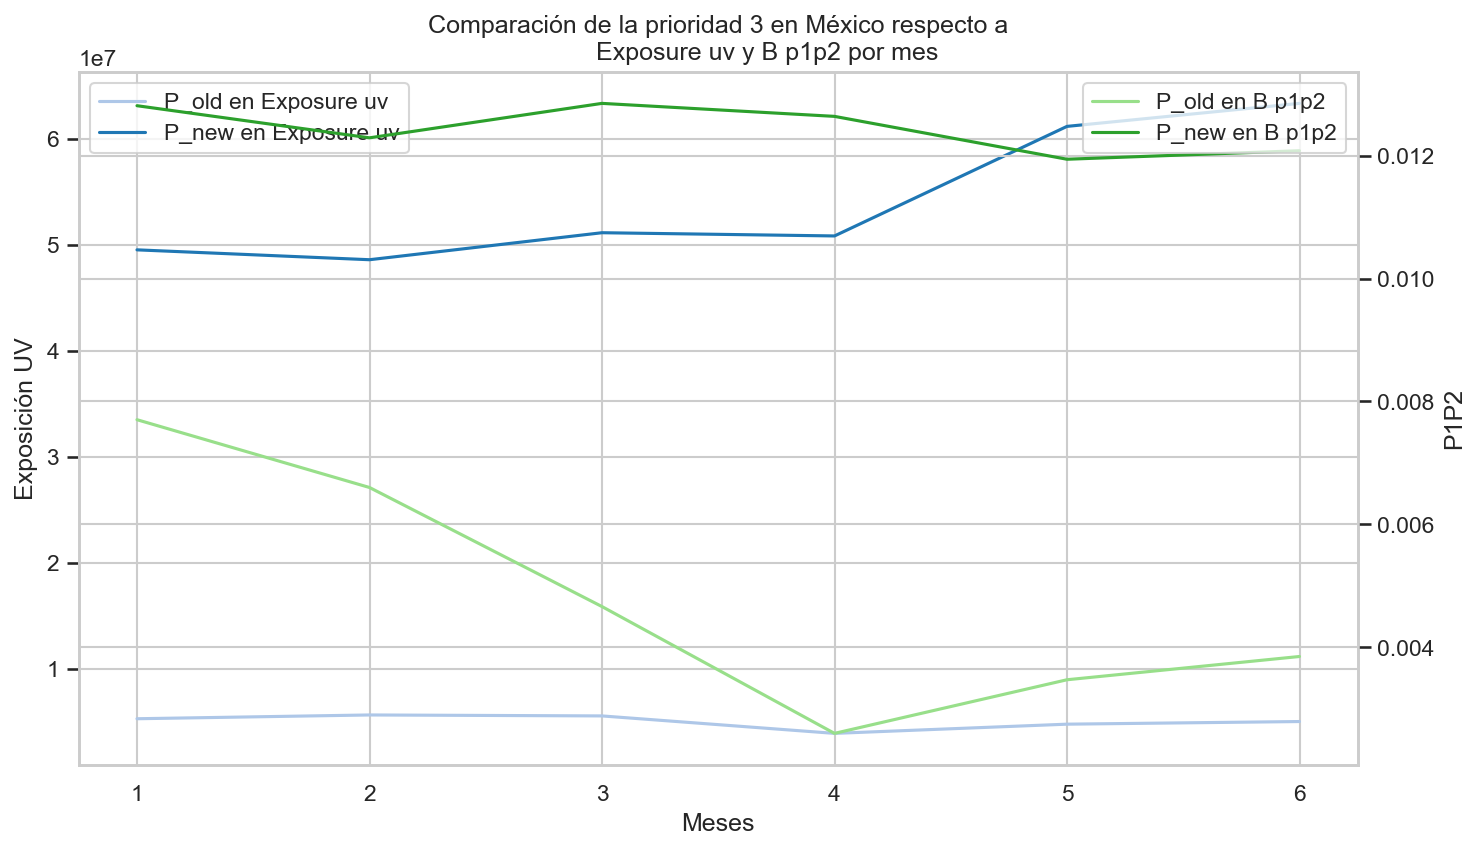 Comparación de la prioridad 3 en México respecto a
Exposure uv y B p1p2 por mes
1e7
P_old en Exposure uv
P_new en Exposure uv
P_old en B p1p2
P_new en B p1p2
6
5
4
3
2
1
Exposición UV
0.012
0.010
0.008
0.006
0.004
P1P2
1 2 3 4 5 6
Meses